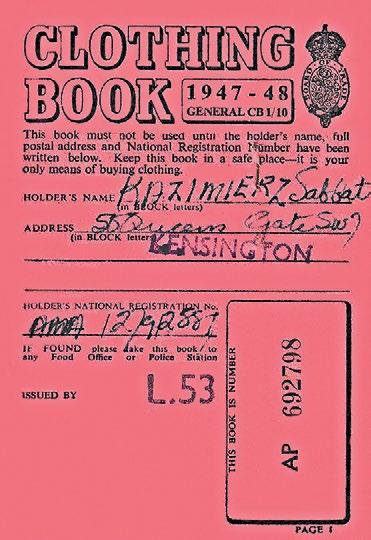 CLOTHING
BOOK 1947-48
GENERAL CB 1/10
BOARD OF TRADE
This book must not be used until the holder's name, full
postal address and National Registration Number have been
written below. Keep this book in a safe place—it is your
only means of buying clothing.
HOLDER'S NAME KAZIMIERZ Sabbat
(in BLOCK letters)
ADDRESS Queens Gate SW7
(in BLOCK letters)
KENSINGTON
HOLDER'S NATIONAL REGISTRATION No.
IF FOUND please take this book to
any Food Office or Police Station
ISSUED BY L.53
THIS BOOK IS NUMBER
AP 692798
PAGE 1